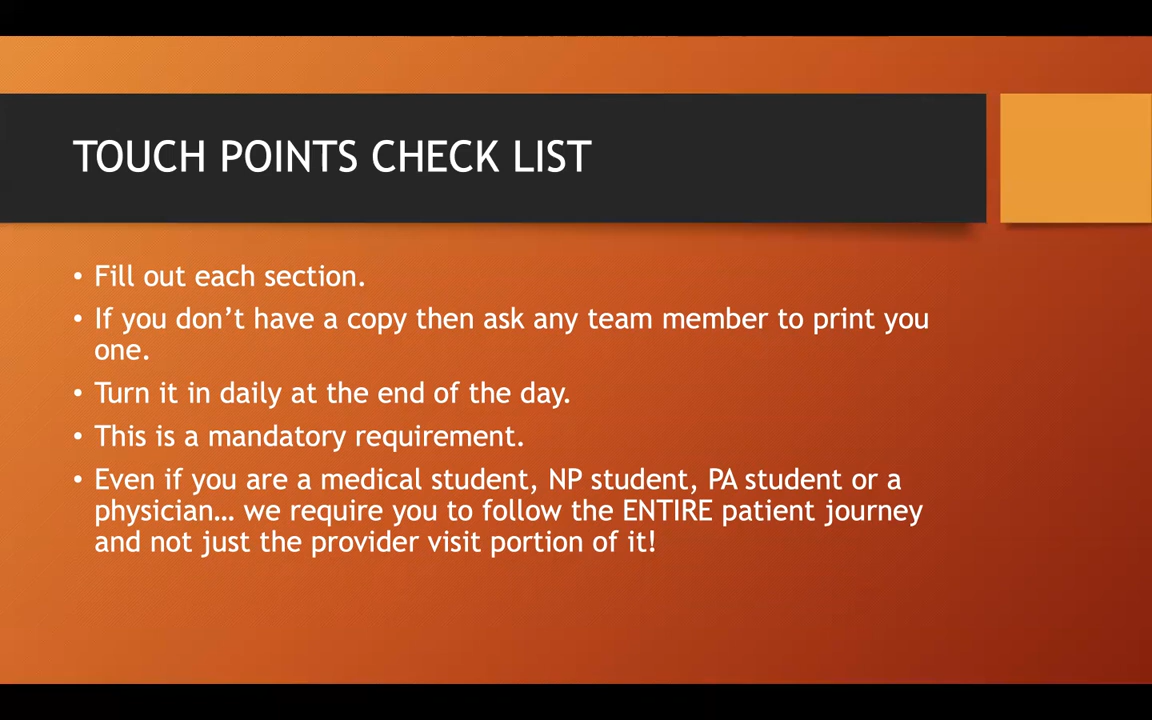 TOUCH POINTS CHECK LIST
• Fill out each section.
• If you don’t have a copy then ask any team member to print you
one.
• Turn it in daily at the end of the day.
• This is a mandatory requirement.
• Even if you are a medical student, NP student, PA student or a
physician… we require you to follow the ENTIRE patient journey
and not just the provider visit portion of it!